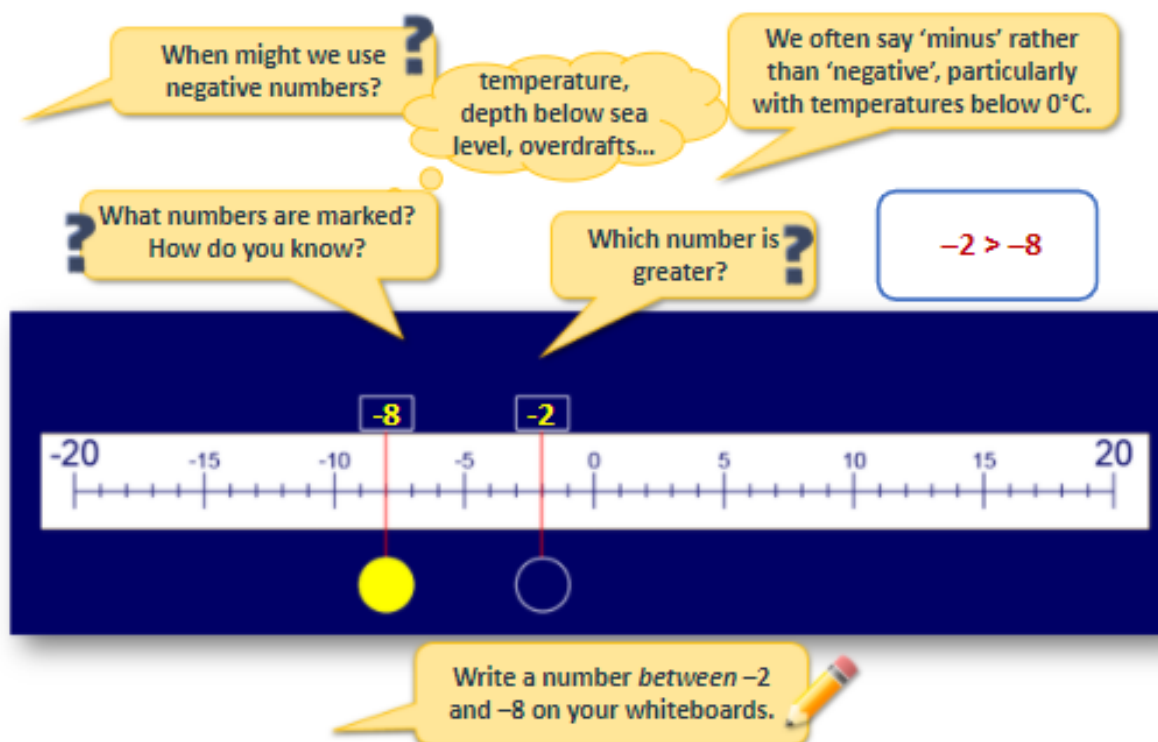 When might we use
negative numbers?
?
temperature,
depth below sea
level, overdrafts...
We often say ‘minus’ rather
than ‘negative’, particularly
with temperatures below 0°C.
?
What numbers are marked?
How do you know?
Which number is
greater?
?
–2 > –8
-8
-2
-20 -15 -10 -5 0 5 10 15 20
Write a number between –2
and –8 on your whiteboards.